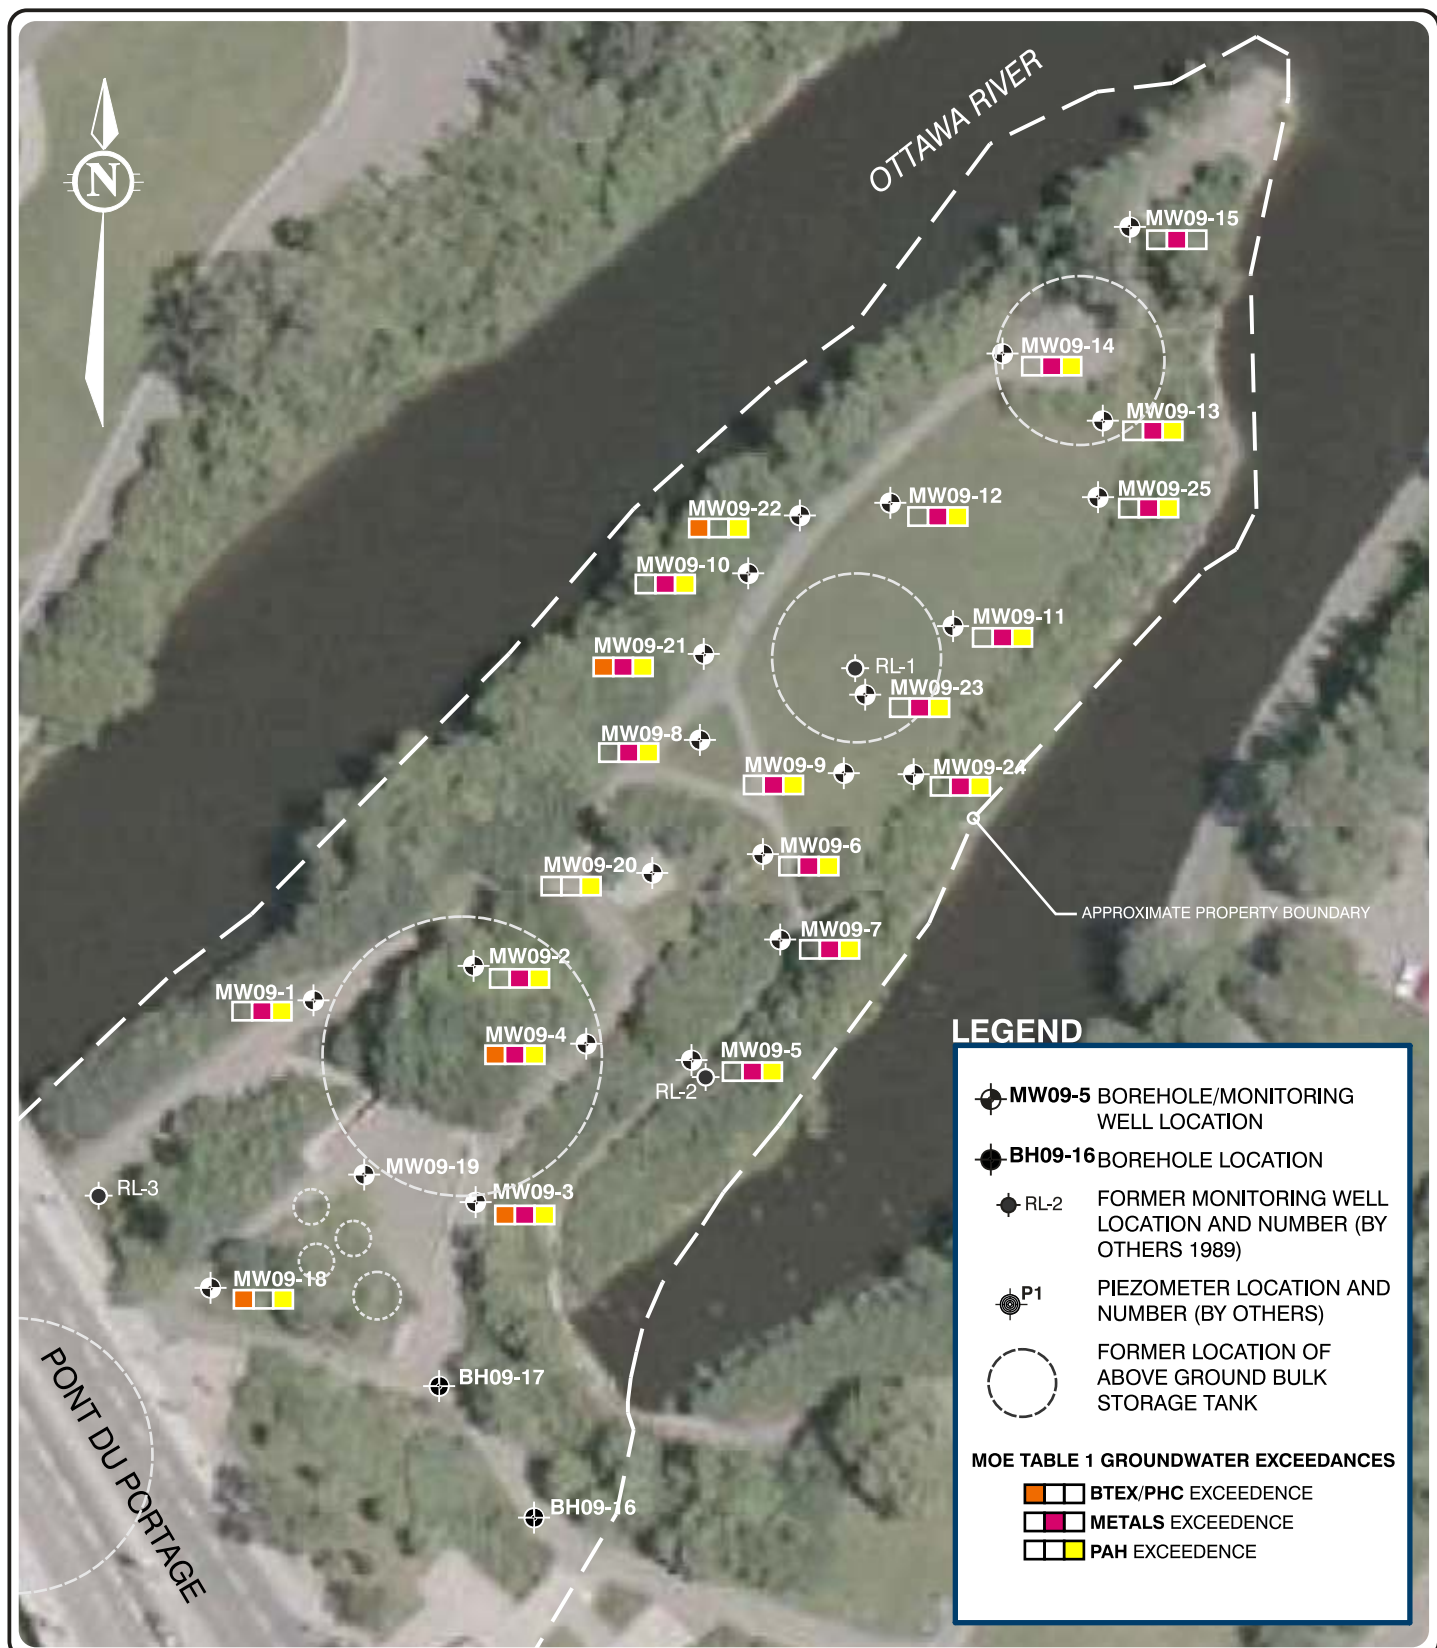 OTTAWA RIVER
N
MW09-15
MW09-14
MW09-13
MW09-25
MW09-12
MW09-22
MW09-10
MW09-11
MW09-21
RL-1
MW09-23
MW09-8
MW09-9
MW09-24
MW09-6
MW09-20
APPROXIMATE PROPERTY BOUNDARY
MW09-7
MW09-2
MW09-1
MW09-4
MW09-5
RL-2
MW09-19
RL-3
MW09-3
MW09-18
BH09-17
PONT DU PORTAGE
BH09-16
LEGEND
MW09-5 BOREHOLE/MONITORING
WELL LOCATION
BH09-16 BOREHOLE LOCATION
RL-2 FORMER MONITORING WELL
LOCATION AND NUMBER (BY
OTHERS 1989)
P1 PIEZOMETER LOCATION AND
NUMBER (BY OTHERS)
FORMER LOCATION OF
ABOVE GROUND BULK
STORAGE TANK
MOE TABLE 1 GROUNDWATER EXCEEDANCES
BTEX/PHC EXCEEDENCE
METALS EXCEEDENCE
PAH EXCEEDENCE